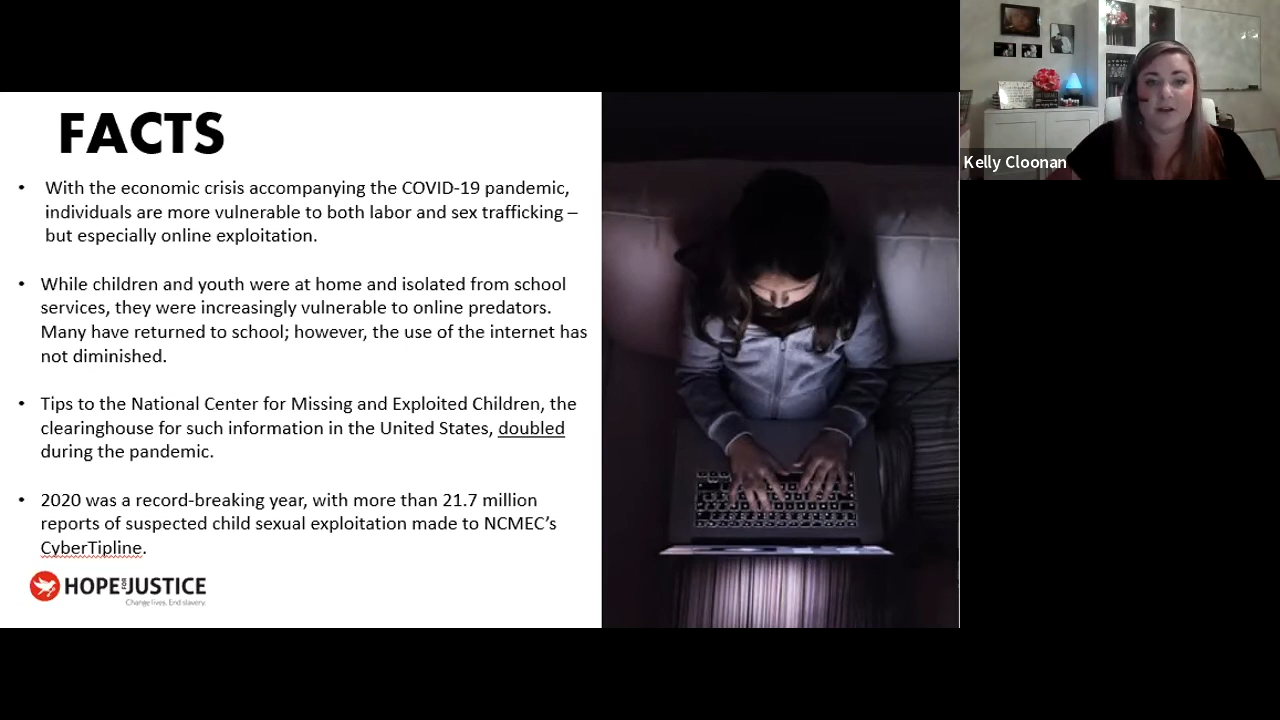 FACTS
• With the economic crisis accompanying the COVID-19 pandemic,
individuals are more vulnerable to both labor and sex trafficking –
but especially online exploitation.
• While children and youth were at home and isolated from school
services, they were increasingly vulnerable to online predators.
Many have returned to school; however, the use of the internet has
not diminished.
• Tips to the National Center for Missing and Exploited Children, the
clearinghouse for such information in the United States, doubled
during the pandemic.
• 2020 was a record-breaking year, with more than 21.7 million
reports of suspected child sexual exploitation made to NCMEC’s
CyberTipline.
HOPE FOR JUSTICE
Change lives. End slavery.
Kelly Cloonan